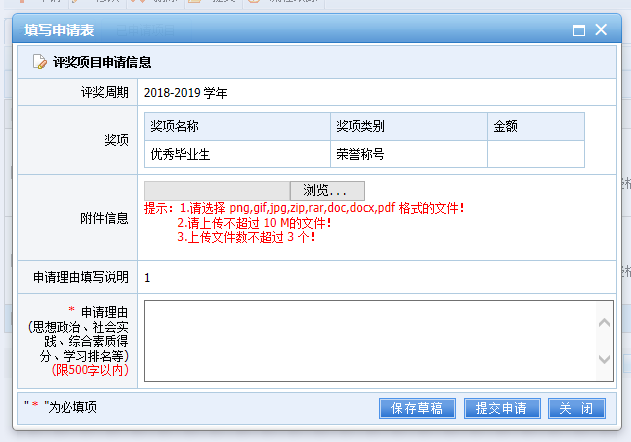 填写申请表
评奖项目申请信息
评奖周期 2018-2019 学年
奖项
奖项名称 奖项类别 金额
优秀毕业生 荣誉称号
附件信息
浏览...
提示：1.请选择 png,gif,jpg,zip,rar,doc,docx,pdf 格式的文件！
2.请上传不超过 10 M的文件！
3.上传文件数不超过 3 个！
申请理由填写说明 1
* 申请理由
（思想政治、社会实
践、综合素质得
分、学习排名等）
（限500字以内）
" * "为必填项 保存草稿 提交申请 关 闭